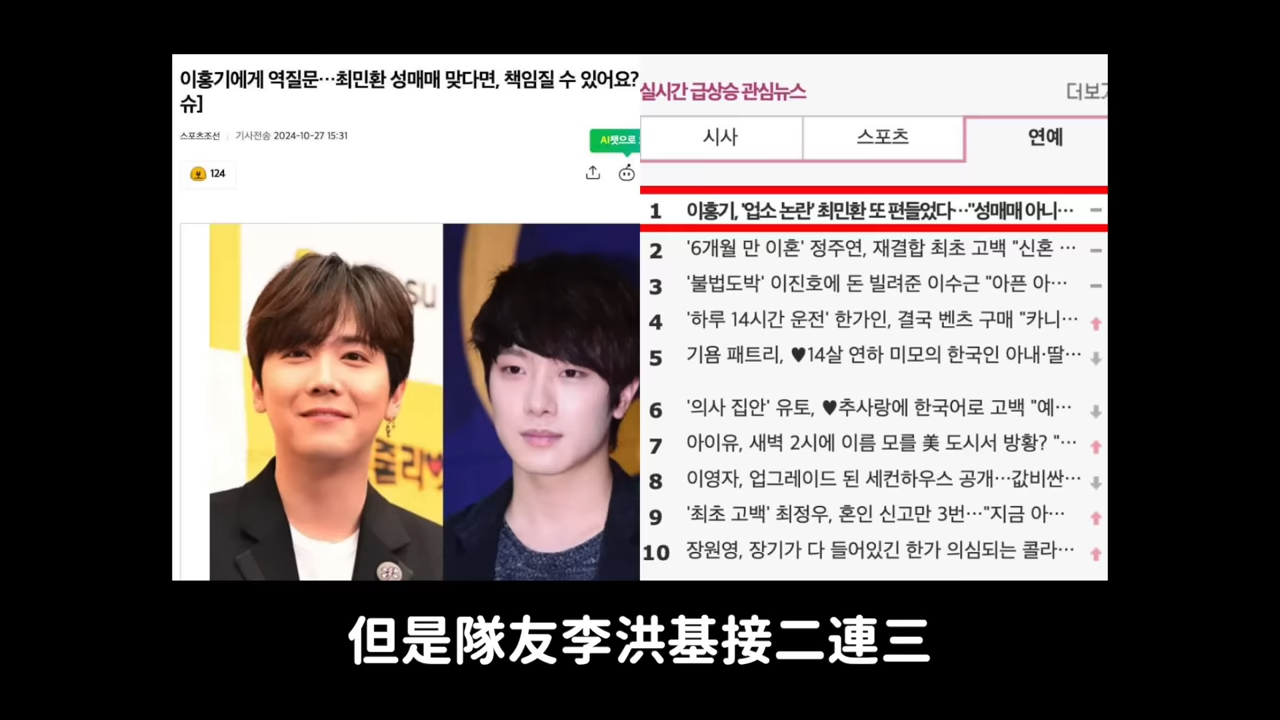 이홍기에게 역질문…최민환 성매매 맞다면, 책임질 수 있어요?
슈]
스포츠조선 기사전송 2024-10-27 15:31
AI챗으로
124
줄리♥
실시간 급상승 관심뉴스 더보기
시사 스포츠 연예
1 이홍기, '업소 논란' 최민환 또 편들었다…"성매매 아니…
2 '6개월 만 이혼' 정주연, 재결합 최초 고백 "신혼 …
3 '불법도박' 이진호에 돈 빌려준 이수근 "아픈 아…
4 '하루 14시간 운전' 한가인, 결국 벤츠 구매 "카니…
5 기욤 패트리, ♥14살 연하 미모의 한국인 아내·딸…
6 '의사 집안' 유토, ♥추사랑에 한국어로 고백 "예…
7 아이유, 새벽 2시에 이름 모를 美 도시서 방황? "…
8 이영자, 업그레이드 된 세컨하우스 공개…값비싼…
9 '최초 고백' 최정우, 혼인 신고만 3번…"지금 아…
10 장원영, 장기가 다 들어있긴 한가 의심되는 콜라…
但是隊友李洪基接二連三